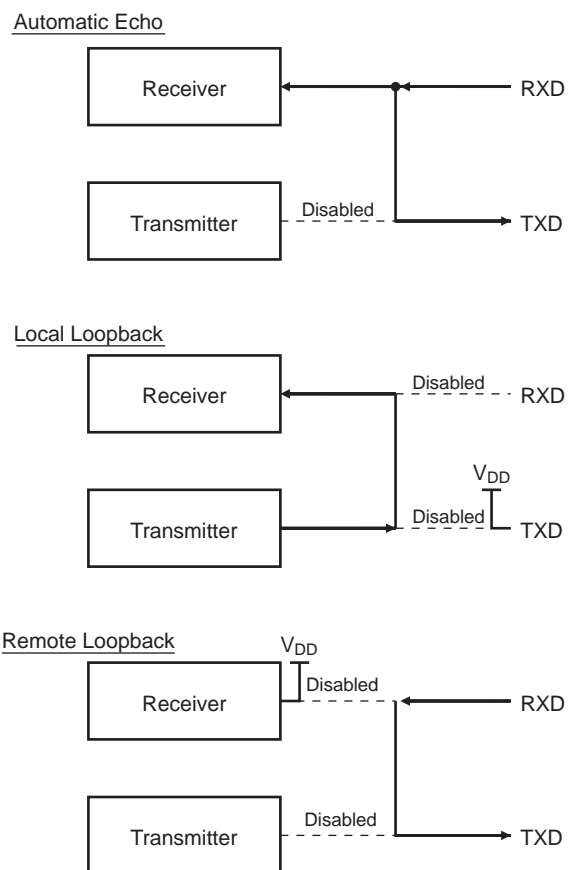 Automatic Echo
Receiver
RXD
Transmitter
Disabled
TXD
Local Loopback
Receiver
Disabled
RXD
VDD
Transmitter
Disabled
TXD
Remote Loopback
VDD
Receiver
Disabled
RXD
Transmitter
Disabled
TXD